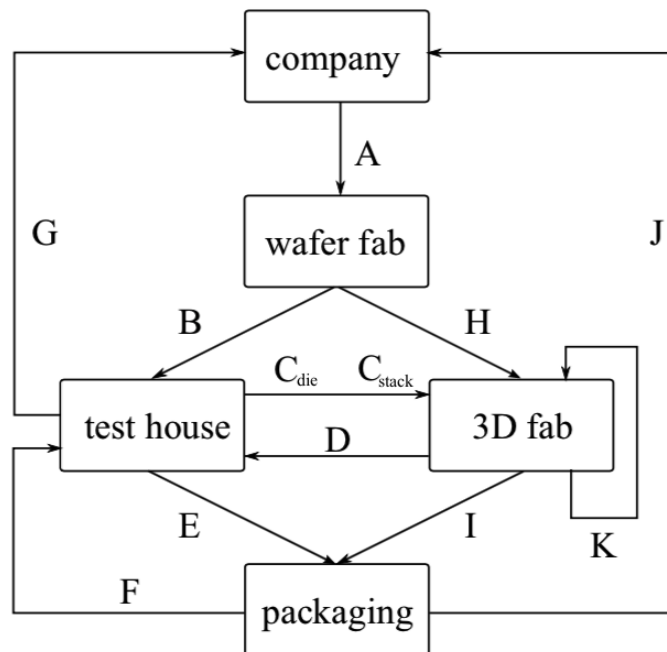 company
A
G
J
wafer fab
B
H
C die
C stack
test house
3D fab
D
E
I
K
F
packaging